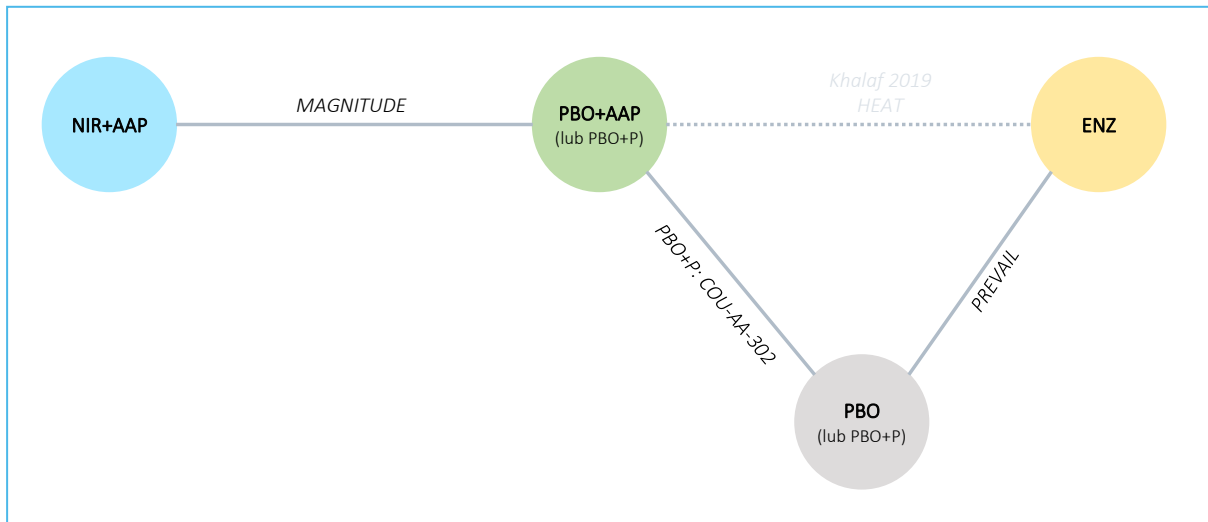 Khalaf 2019
HEAT
MAGNITUDE
NIR+AAP
PBO+AAP
(lub PBO+P)
ENZ
PBO+P: COU-AA-302
PREVAIL
PBO
(lub PBO+P)